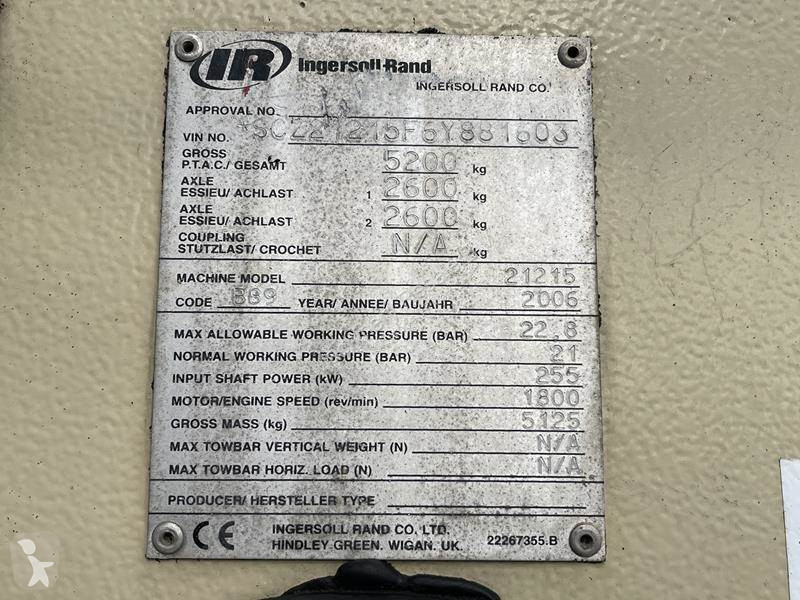 IR Ingersoll-Rand
INGERSOLL RAND CO.
APPROVAL NO.
VIN NO. *SCZ21215F6Y881603
GROSS
P.T.A.C./ GESAMT 5200 kg
AXLE
ESSIEU/ ACHLAST 1 2600 kg
AXLE
ESSIEU/ ACHLAST 2 2600 kg
COUPLING
STUTZLAST/ CROCHET N/A kg
MACHINE MODEL 21215
CODE BB9 YEAR/ ANNEE/ BAUJAHR 2006
MAX ALLOWABLE WORKING PRESSURE (BAR) 22.8
NORMAL WORKING PRESSURE (BAR) 21
INPUT SHAFT POWER (kW) 255
MOTOR/ENGINE SPEED (rev/min) 1800
GROSS MASS (kg) 5125
MAX TOWBAR VERTICAL WEIGHT (N) N/A
MAX TOWBAR HORIZ. LOAD (N) N/A
PRODUCER/ HERSTELLER TYPE
CE INGERSOLL RAND CO. LTD.
HINDLEY GREEN. WIGAN. UK. 22267355.B